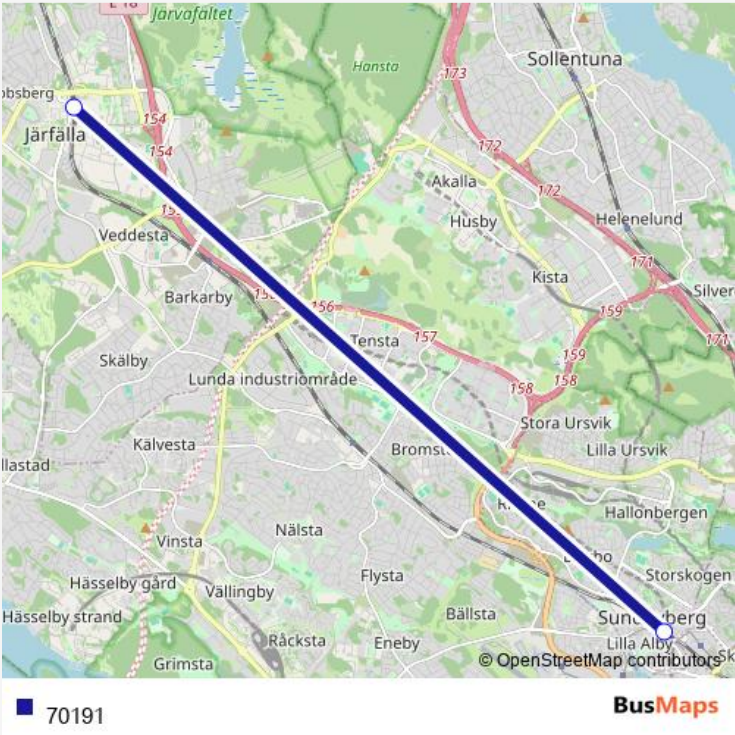 E 18
Järvafältet
Hansta
173
Sollentuna
154
Järfälla
154
172
Akalla
172
Husby
Helenelund
Veddesta
171
Kista
Barkarby
156
159
171
Tensta
157
159
Skälby
Lunda industriområde
158
158
Stora Ursvik
Kälvesta
Lilla Ursvik
Hallonbergen
Vinsta
Nälsta
Hässelby gård
Vällingby
Flysta
Storskogen
Hässelby strand
Bällsta
Råcksta
Eneby
Lilla Alby
Grimsta
© OpenStreetMap contributors
70191
BusMaps